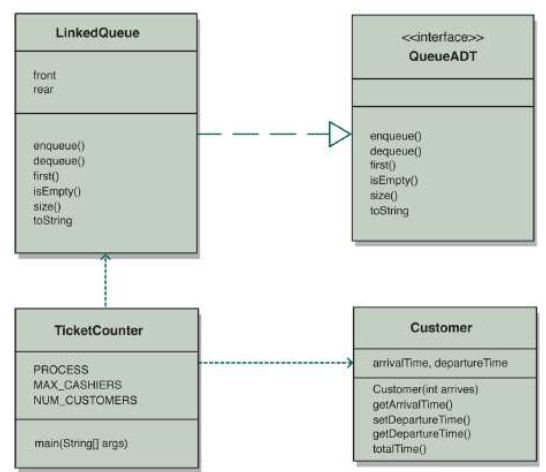 LinkedQueue
front
rear
enqueue()
dequeue()
first()
isEmpty()
size()
toString
<<interface>>
QueueADT
enqueue()
dequeue()
first()
isEmpty()
size()
toString
TicketCounter
PROCESS
MAX_CASHIERS
NUM_CUSTOMERS
main(String[] args)
Customer
arrivalTime, departureTime
Customer(int arrives)
getArrivalTime()
setDepartureTime()
getDepartureTime()
totalTime()